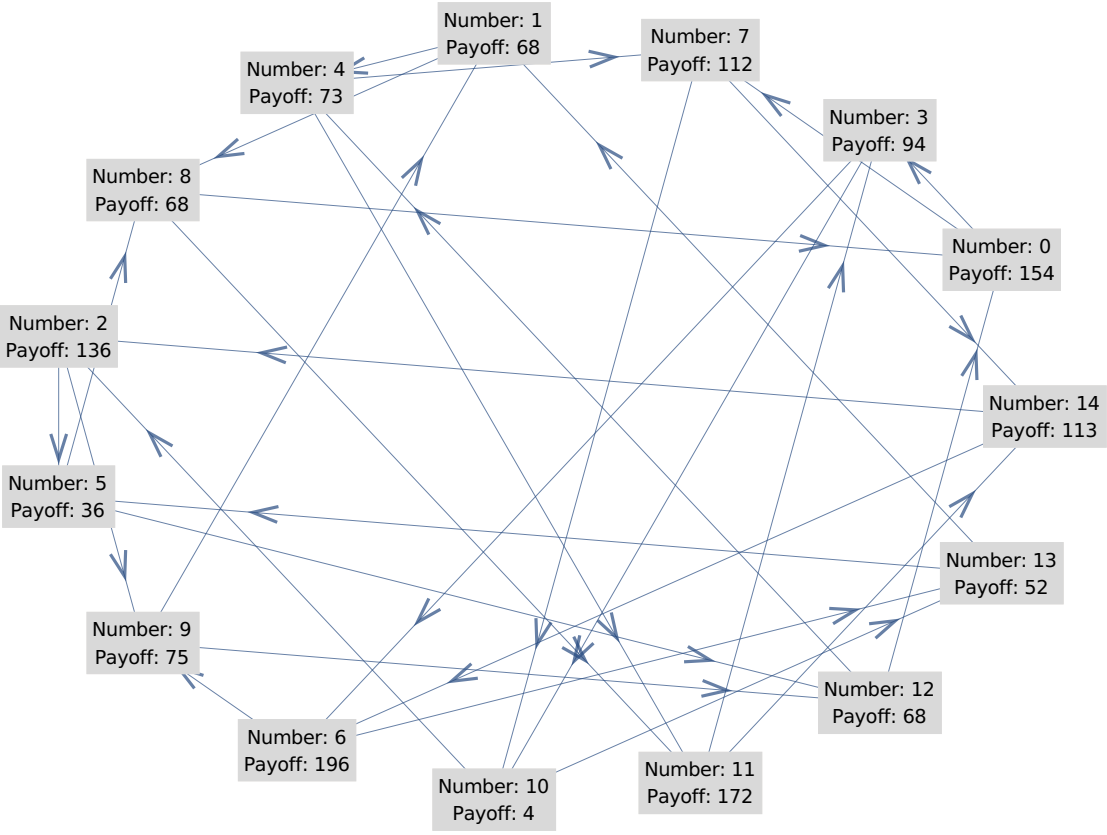 Number: 1
Payoff: 68
Number: 7
Payoff: 112
Number: 4
Payoff: 73
Number: 3
Payoff: 94
Number: 8
Payoff: 68
Number: 0
Payoff: 154
Number: 2
Payoff: 136
Number: 14
Payoff: 113
Number: 5
Payoff: 36
Number: 13
Payoff: 52
Number: 9
Payoff: 75
Number: 12
Payoff: 68
Number: 6
Payoff: 196
Number: 10
Payoff: 4
Number: 11
Payoff: 172